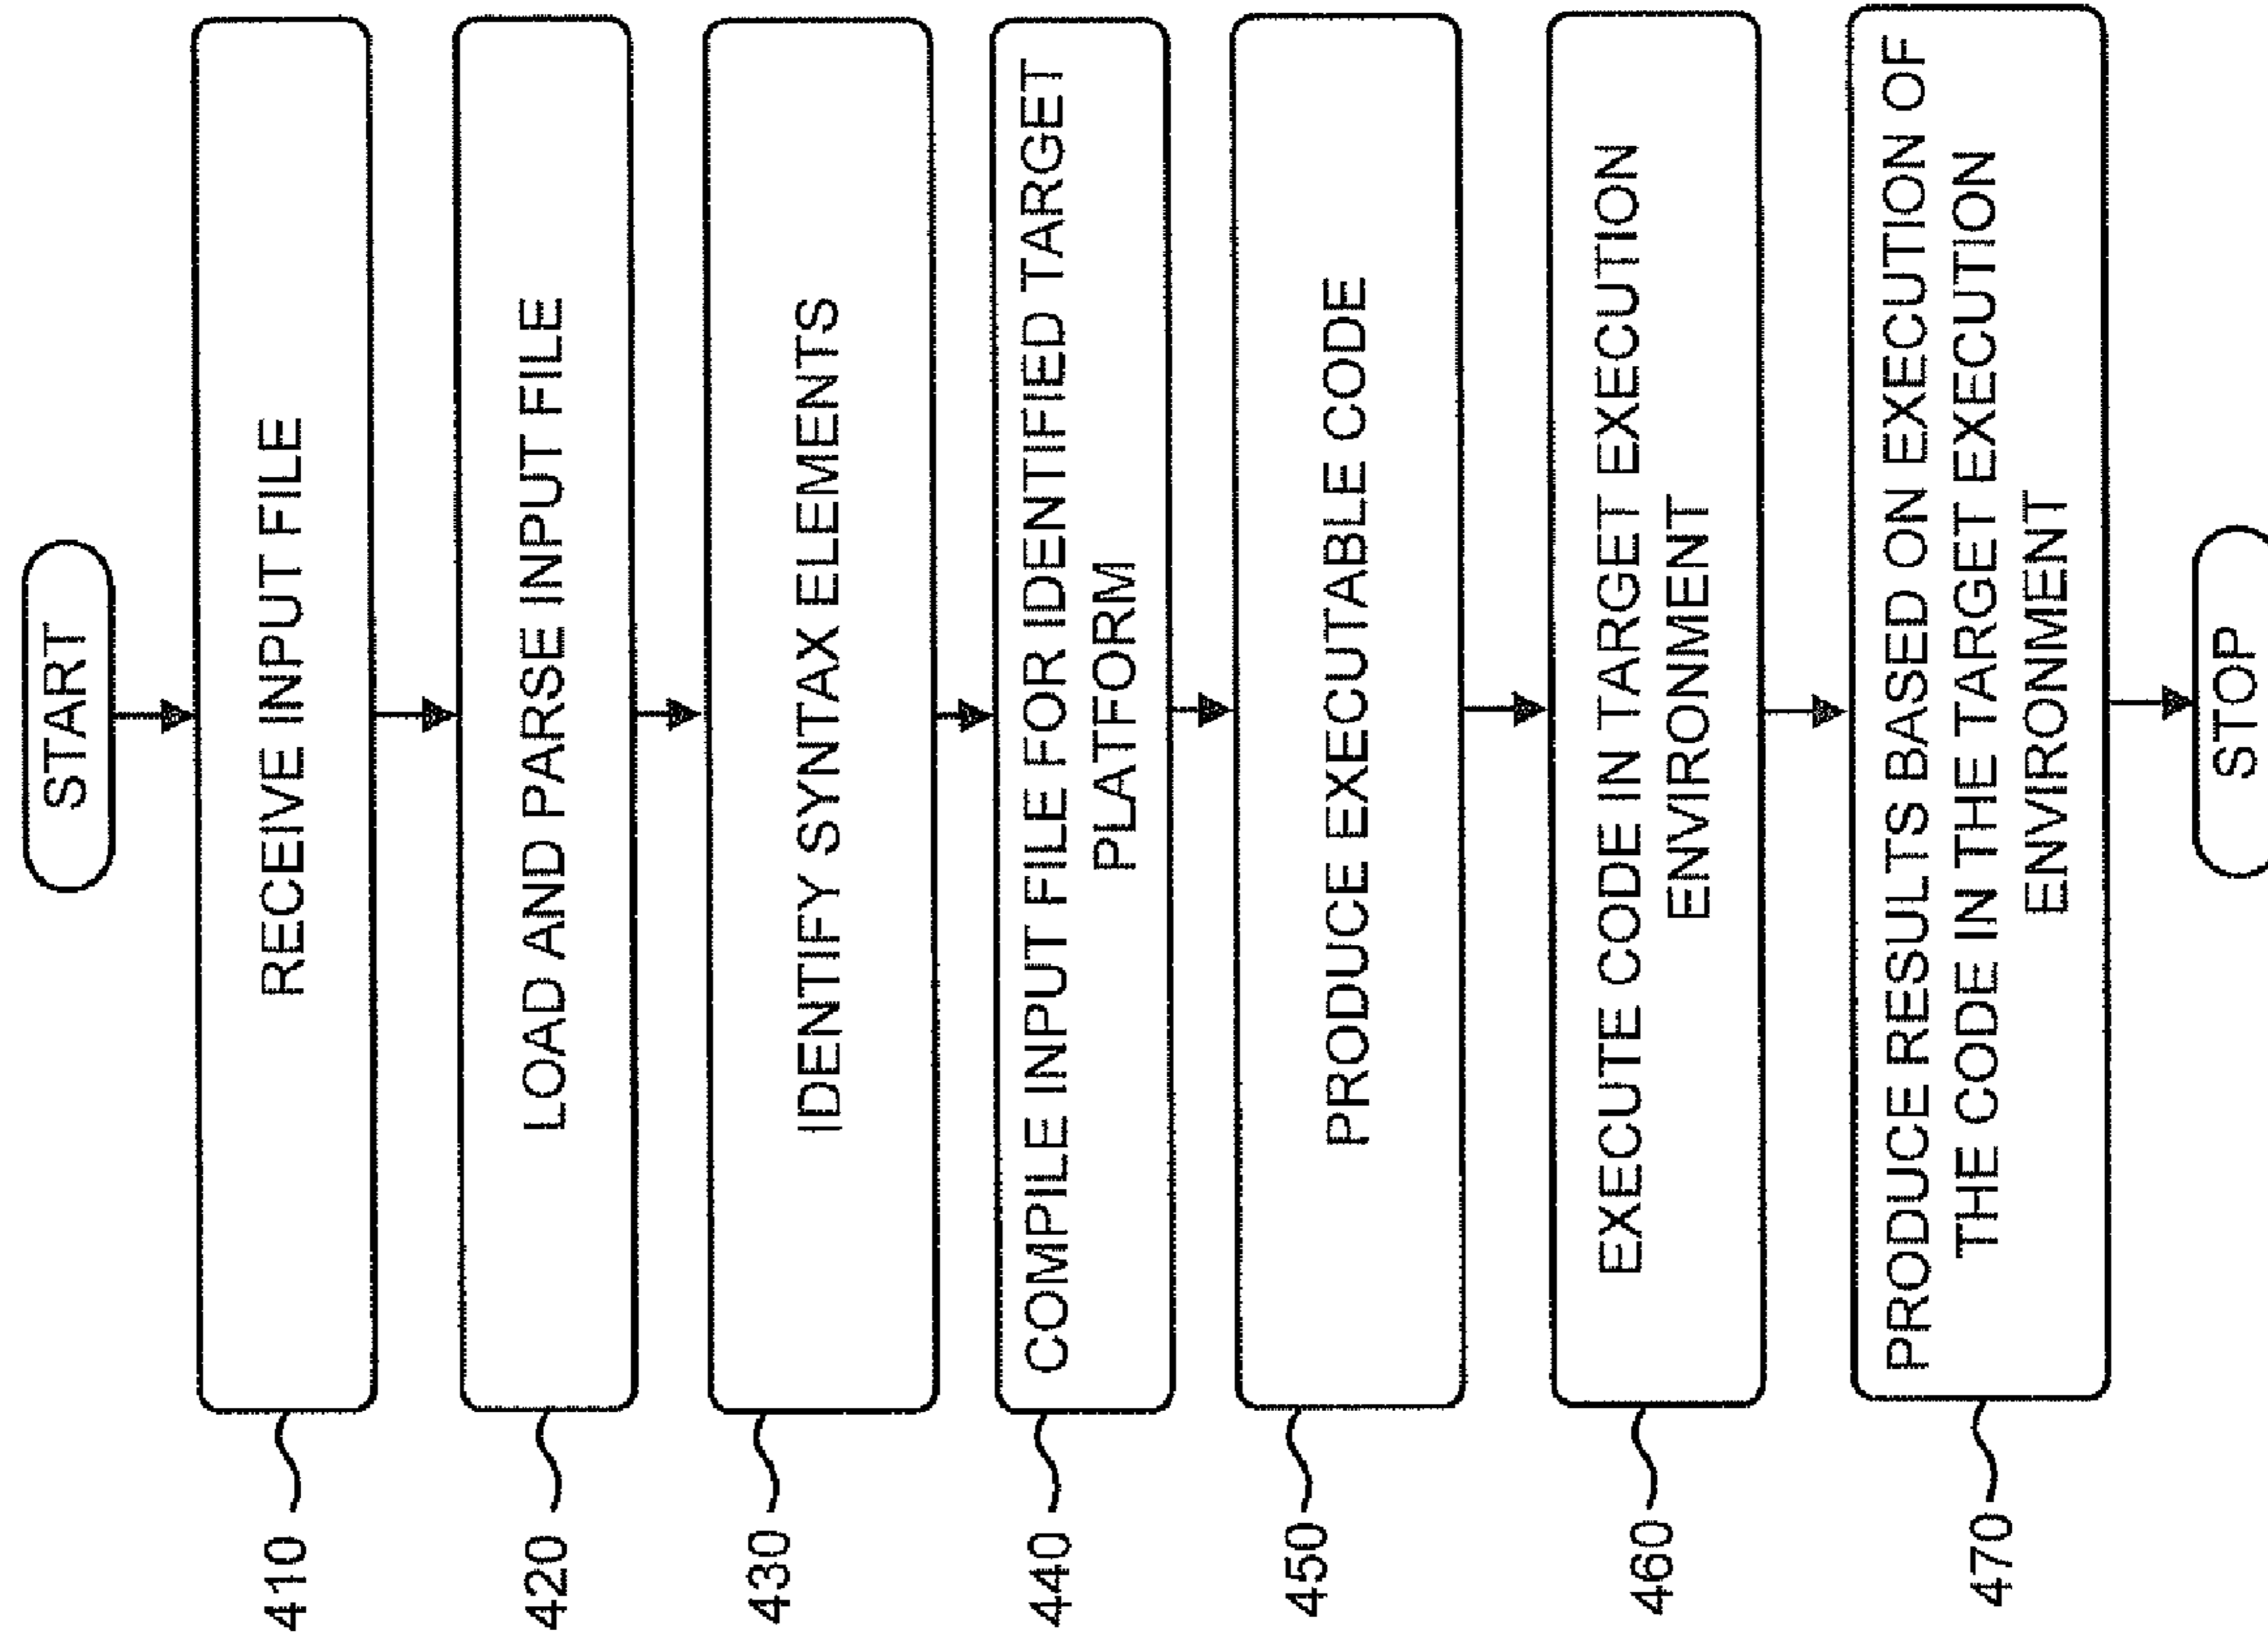 START
410
RECEIVE INPUT FILE
420
LOAD AND PARSE INPUT FILE
430
IDENTIFY SYNTAX ELEMENTS
440
COMPILE INPUT FILE FOR IDENTIFIED TARGET
PLATFORM
450
PRODUCE EXECUTABLE CODE
460
EXECUTE CODE IN TARGET EXECUTION
ENVIRONMENT
470
PRODUCE RESULTS BASED ON EXECUTION OF
THE CODE IN THE TARGET EXECUTION
ENVIRONMENT
STOP